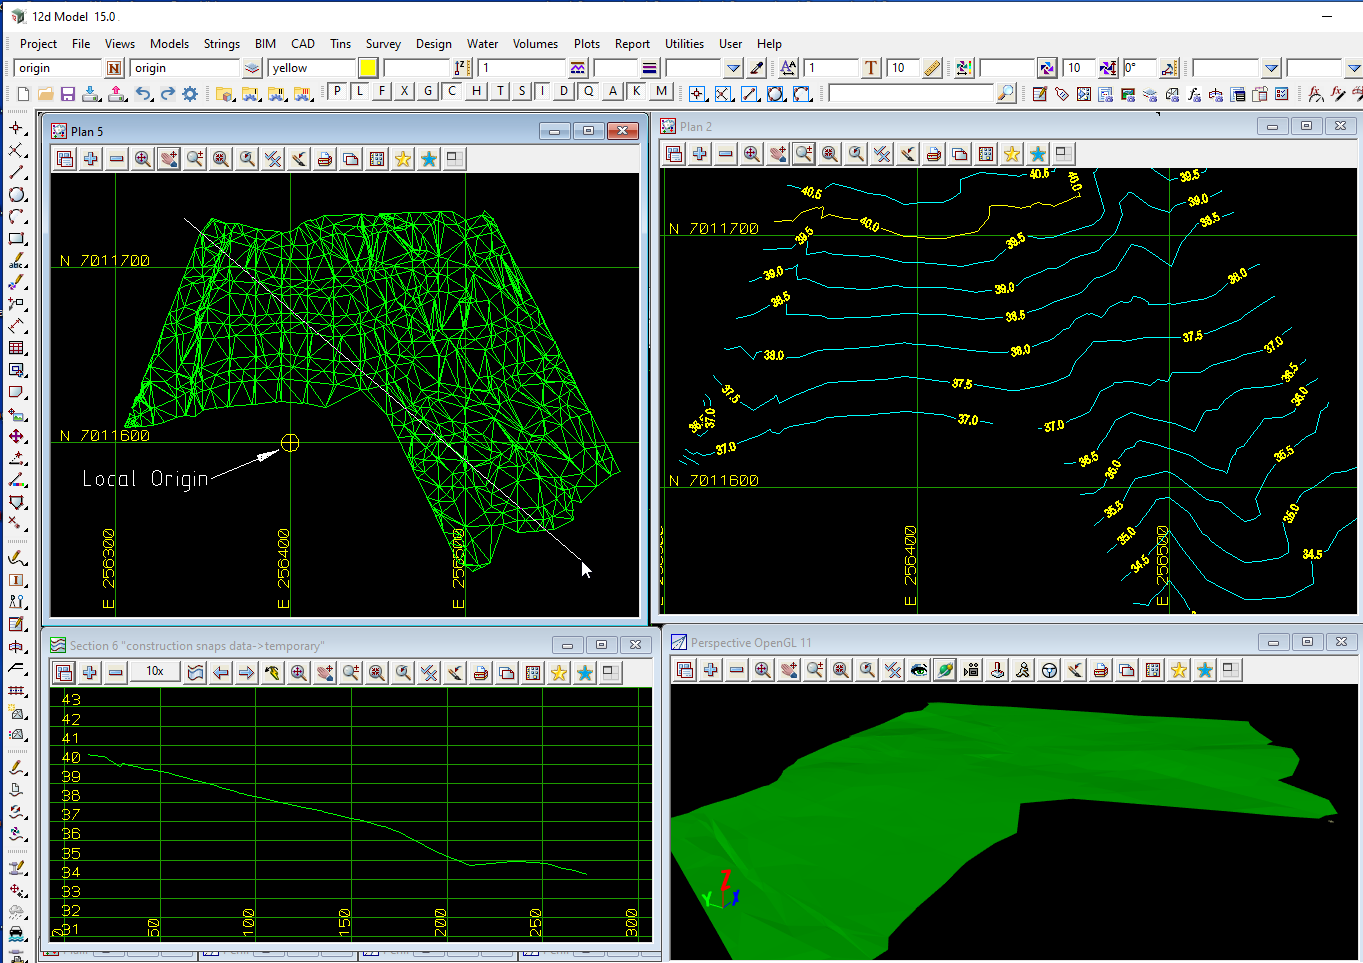 12d Model 15.0
Project File Views Models Strings BIM CAD Tins Survey Design Water Volumes Plots Report Utilities User Help
origin N origin yellow 1 1 T 10 10 0°
P L F X G C H T S I D Q A K M
Plan 5
N 7011700
N 7011600
Local Origin
E 256300
E 256400
E 256500
Plan 2
40.5 40.5 40.0 39.5
40.0 39.0
N 7011700
39.5 39.5 38.5
39.0 39.0 38.0
38.5 38.5
38.0 38.0 37.5 37.0
37.5 37.5 36.5
36.0
37.0 37.0 37.0
37.0 36.5 36.0 35.5
N 7011600
35.5 35.0
35.0
34.5 34.5
E 256400
E 256500
Section 6 "construction snaps data->temporary"
10x
43
42
41
40
39
38
37
36
35
34
33
32
31
0 50 100 150 200 250 300
Perspective OpenGL 11
Z
Y X